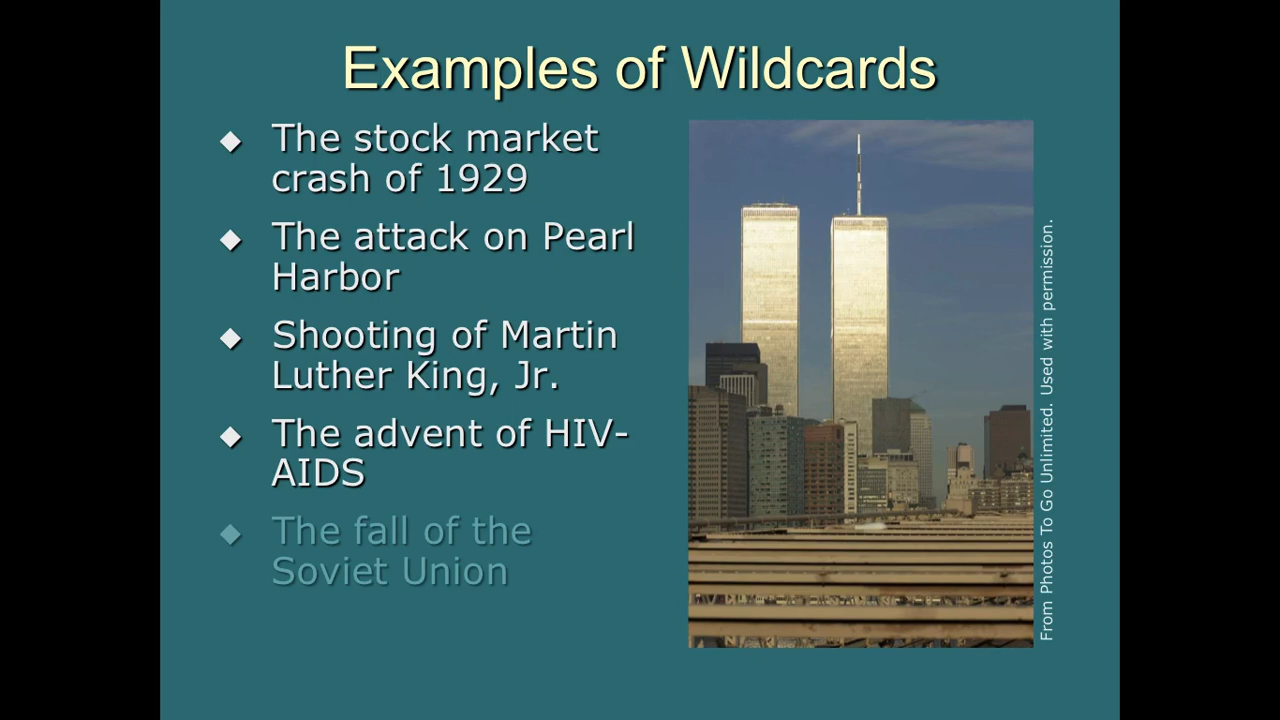 Examples of Wildcards
The stock market
crash of 1929
The attack on Pearl
Harbor
Shooting of Martin
Luther King, Jr.
The advent of HIV-
AIDS
The fall of the
Soviet Union
From Photos To Go Unlimited. Used with permission.